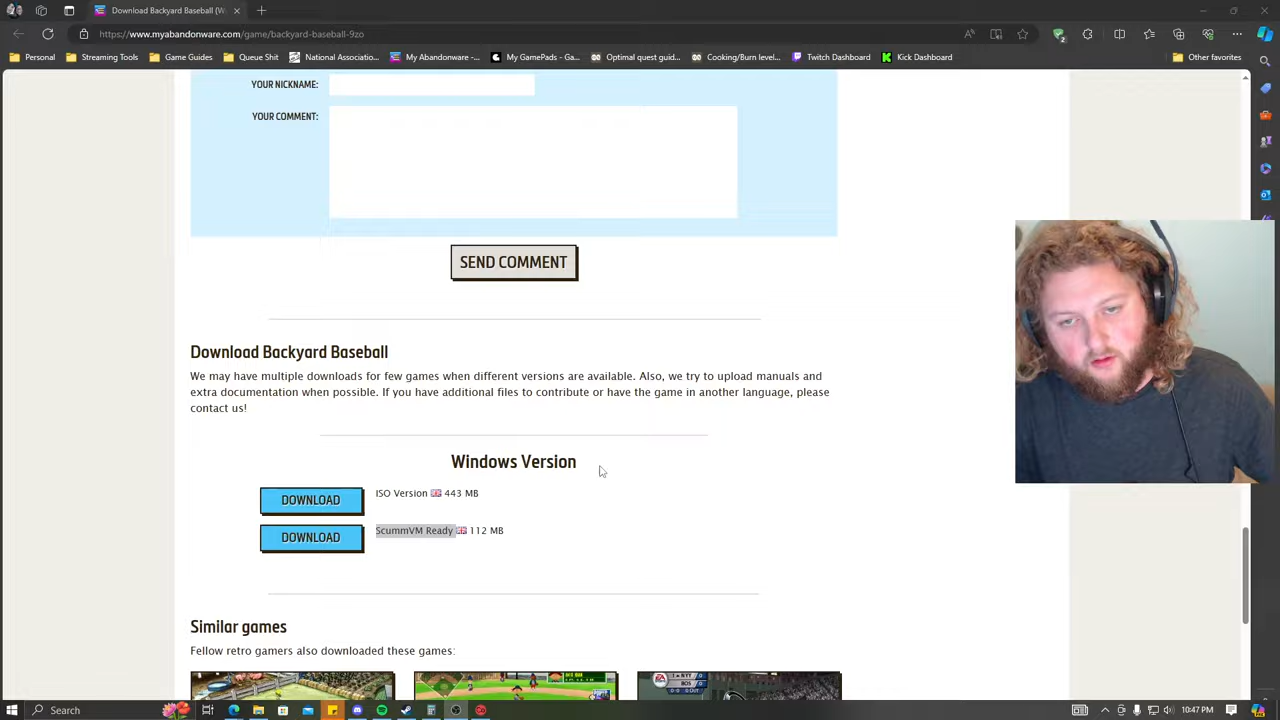 Download Backyard Baseball (W
https://www.myabandonware.com/game/backyard-baseball-9zo
Personal
Streaming Tools
Game Guides
Queue Shit
National Associatio...
My Abandonware -...
My GamePads - Ga...
Optimal quest guid...
Cooking/Burn level...
Twitch Dashboard
Kick Dashboard
Other favorites
YOUR NICKNAME:
YOUR COMMENT:
SEND COMMENT
Download Backyard Baseball
We may have multiple downloads for few games when different versions are available. Also, we try to upload manuals and
extra documentation when possible. If you have additional files to contribute or have the game in another language, please
contact us!
Windows Version
DOWNLOAD
ISO Version 443 MB
DOWNLOAD
ScummVM Ready 112 MB
Similar games
Fellow retro gamers also downloaded these games:
Search
10:47 PM